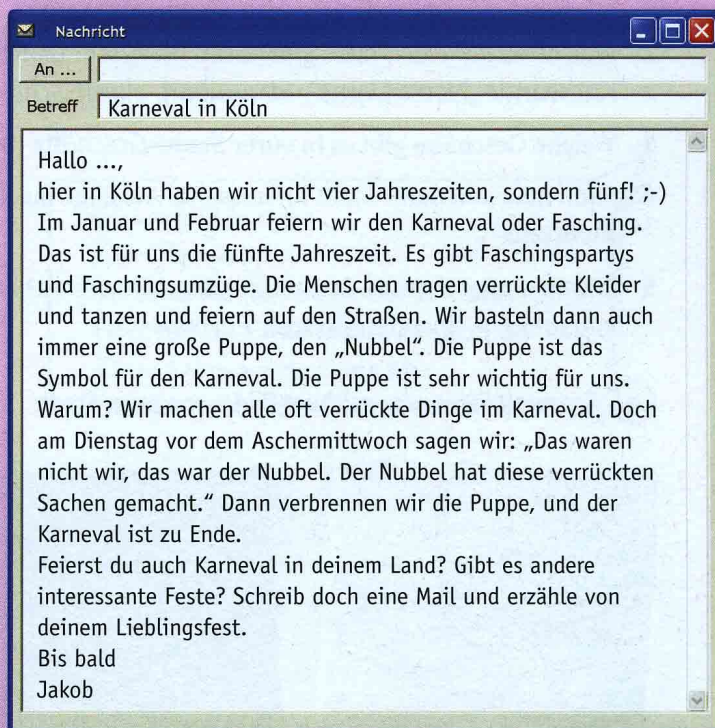 Nachricht
An ...
Betreff Karneval in Köln
Hallo ...,
hier in Köln haben wir nicht vier Jahreszeiten, sondern fünf! ;-)
Im Januar und Februar feiern wir den Karneval oder Fasching.
Das ist für uns die fünfte Jahreszeit. Es gibt Faschingspartys
und Faschingsumzüge. Die Menschen tragen verrückte Kleider
und tanzen und feiern auf den Straßen. Wir basteln dann auch
immer eine große Puppe, den „Nubbel“. Die Puppe ist das
Symbol für den Karneval. Die Puppe ist sehr wichtig für uns.
Warum? Wir machen alle oft verrückte Dinge im Karneval. Doch
am Dienstag vor dem Aschermittwoch sagen wir: „Das waren
nicht wir, das war der Nubbel. Der Nubbel hat diese verrückten
Sachen gemacht.“ Dann verbrennen wir die Puppe, und der
Karneval ist zu Ende.
Feierst du auch Karneval in deinem Land? Gibt es andere
interessante Feste? Schreib doch eine Mail und erzähle von
deinem Lieblingsfest.
Bis bald
Jakob